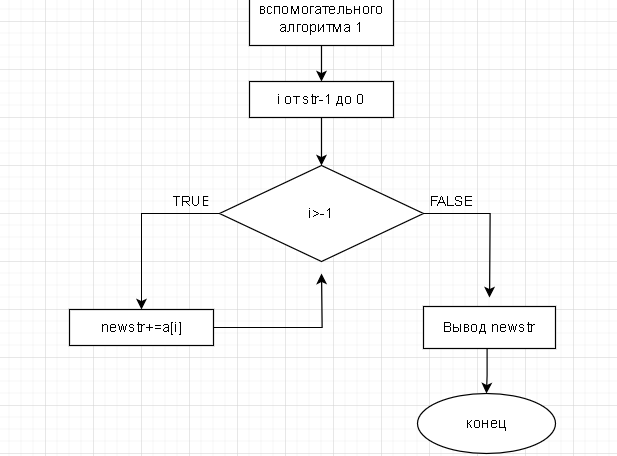 вспомогательного
алгоритма 1
i от str-1 до 0
TRUE
i>-1
FALSE
newstr+=a[i]
Вывод newstr
конец